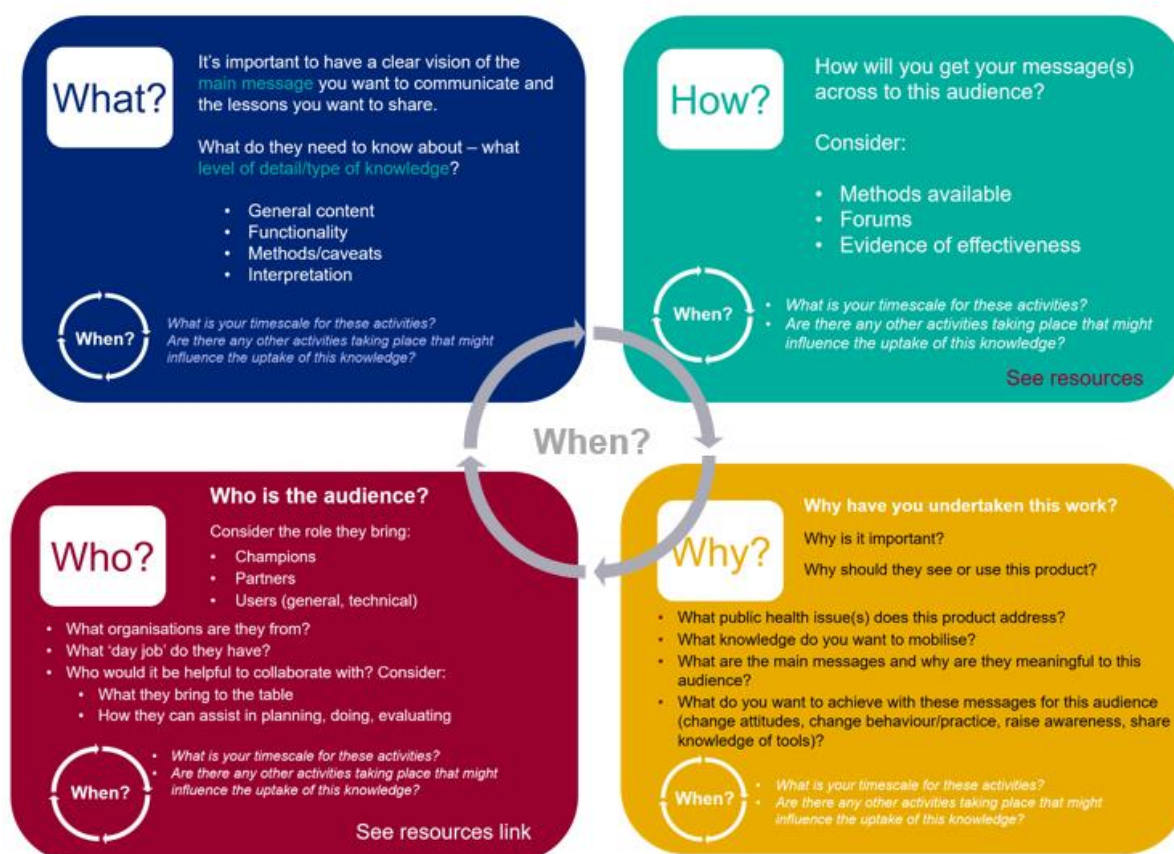 What?
It's important to have a clear vision of the
main message you want to communicate and
the lessons you want to share.
What do they need to know about – what
level of detail/type of knowledge?
• General content
• Functionality
• Methods/caveats
• Interpretation
When?
What is your timescale for these activities?
Are there any other activities taking place that might
influence the uptake of this knowledge?
How?
How will you get your message(s)
across to this audience?
Consider:
• Methods available
• Forums
• Evidence of effectiveness
When?
• What is your timescale for these activities?
• Are there any other activities taking place that might
influence the uptake of this knowledge?
See resources
When?
Who?
Who is the audience?
Consider the role they bring:
• Champions
• Partners
• Users (general, technical)
• What organisations are they from?
• What 'day job' do they have?
• Who would it be helpful to collaborate with? Consider:
• What they bring to the table
• How they can assist in planning, doing, evaluating
When?
• What is your timescale for these activities?
• Are there any other activities taking place that might
influence the uptake of this knowledge?
See resources link
Why?
Why have you undertaken this work?
Why is it important?
Why should they see or use this product?
• What public health issue(s) does this product address?
• What knowledge do you want to mobilise?
• What are the main messages and why are they meaningful to this
audience?
• What do you want to achieve with these messages for this audience
(change attitudes, change behaviour/practice, raise awareness, share
knowledge of tools)?
When?
• What is your timescale for these activities?
• Are there any other activities taking place that might
influence the uptake of this knowledge?